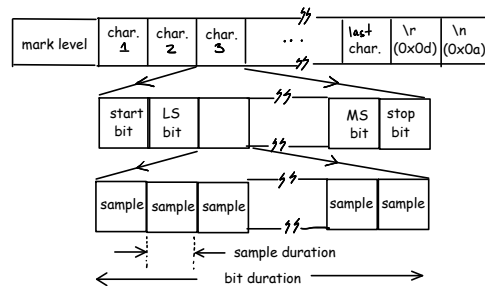 mark level
char.
1
char.
2
char.
3
...
last
char.
\r
(0x0d)
\n
(0x0a)
start
bit
LS
bit
MS
bit
stop
bit
sample
sample
sample
sample
sample
sample duration
bit duration